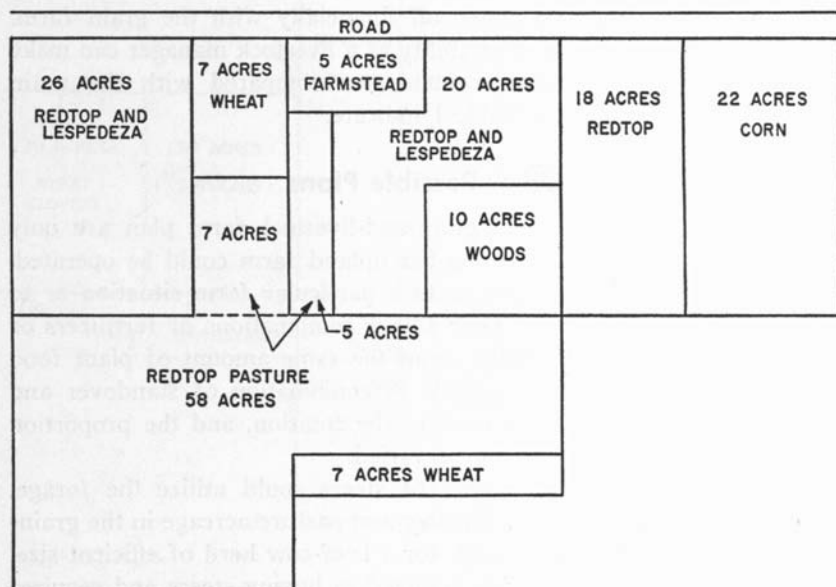 ROAD
26 ACRES
REDTOP AND
LESPEDEZA
7 ACRES
WHEAT
5 ACRES
FARMSTEAD
20 ACRES
REDTOP AND
LESPEDEZA
18 ACRES
REDTOP
22 ACRES
CORN
7 ACRES
10 ACRES
WOODS
5 ACRES
REDTOP PASTURE
58 ACRES
7 ACRES WHEAT